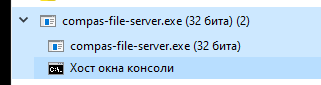 compas-file-server.exe (32 бита) (2)
compas-file-server.exe (32 бита)
Хост окна консоли